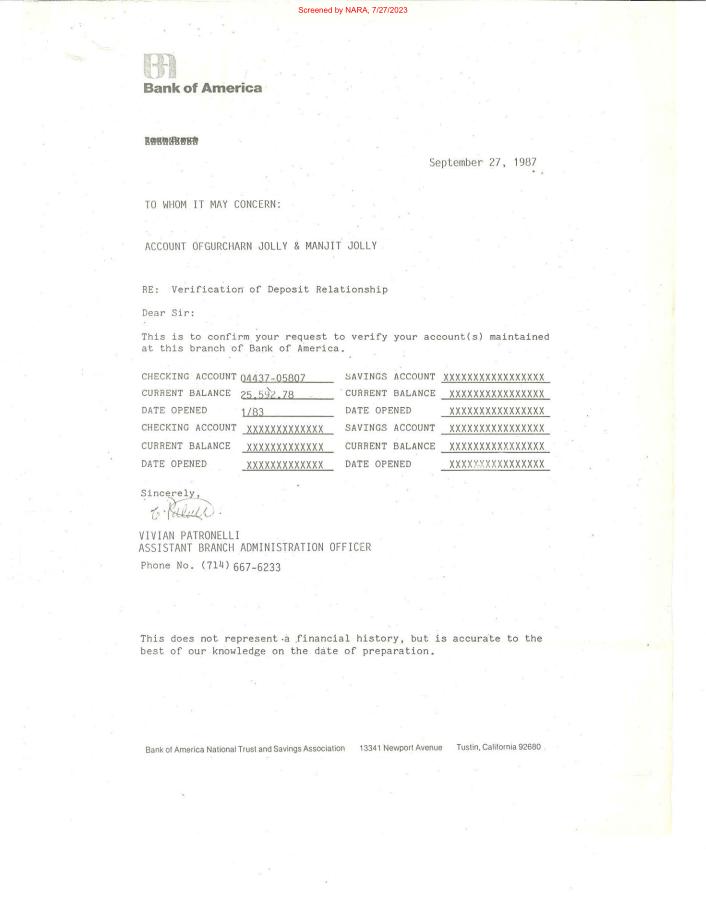 Screened by NARA, 7/27/2023
BA
Bank of America
September 27, 1987
TO WHOM IT MAY CONCERN:
ACCOUNT OFGURCHARN JOLLY & MANJIT JOLLY
RE: Verification of Deposit Relationship
Dear Sir:
This is to confirm your request to verify your account(s) maintained
at this branch of Bank of America.
CHECKING ACCOUNT 04437-05807 SAVINGS ACCOUNT XXXXXXXXXXXXXXXXX
CURRENT BALANCE 25,592.78 CURRENT BALANCE XXXXXXXXXXXXXXXX
DATE OPENED 1/83 DATE OPENED XXXXXXXXXXXXXXXX
CHECKING ACCOUNT XXXXXXXXXXXXX SAVINGS ACCOUNT XXXXXXXXXXXXXXXX
CURRENT BALANCE XXXXXXXXXXXXX CURRENT BALANCE XXXXXXXXXXXXXXXX
DATE OPENED XXXXXXXXXXXXX DATE OPENED XXXXXXXXXXXXXXXX
Sincerely,
VIVIAN PATRONELLI
ASSISTANT BRANCH ADMINISTRATION OFFICER
Phone No. (714) 667-6233
This does not represent a financial history, but is accurate to the
best of our knowledge on the date of preparation.
Bank of America National Trust and Savings Association 13341 Newport Avenue Tustin, California 92680